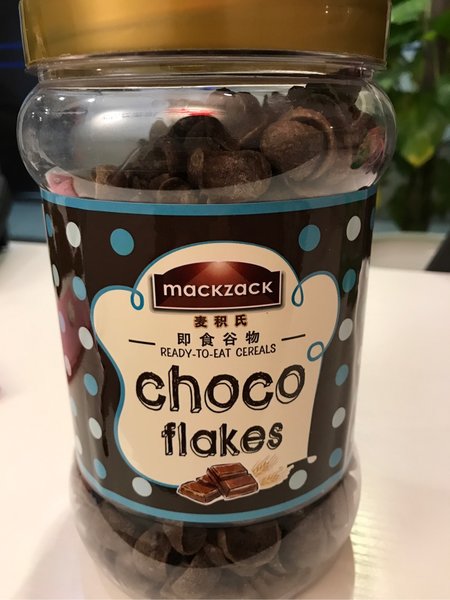 mackzack
麦积氏
即食谷物
READY-TO-EAT CEREALS
choco
flakes